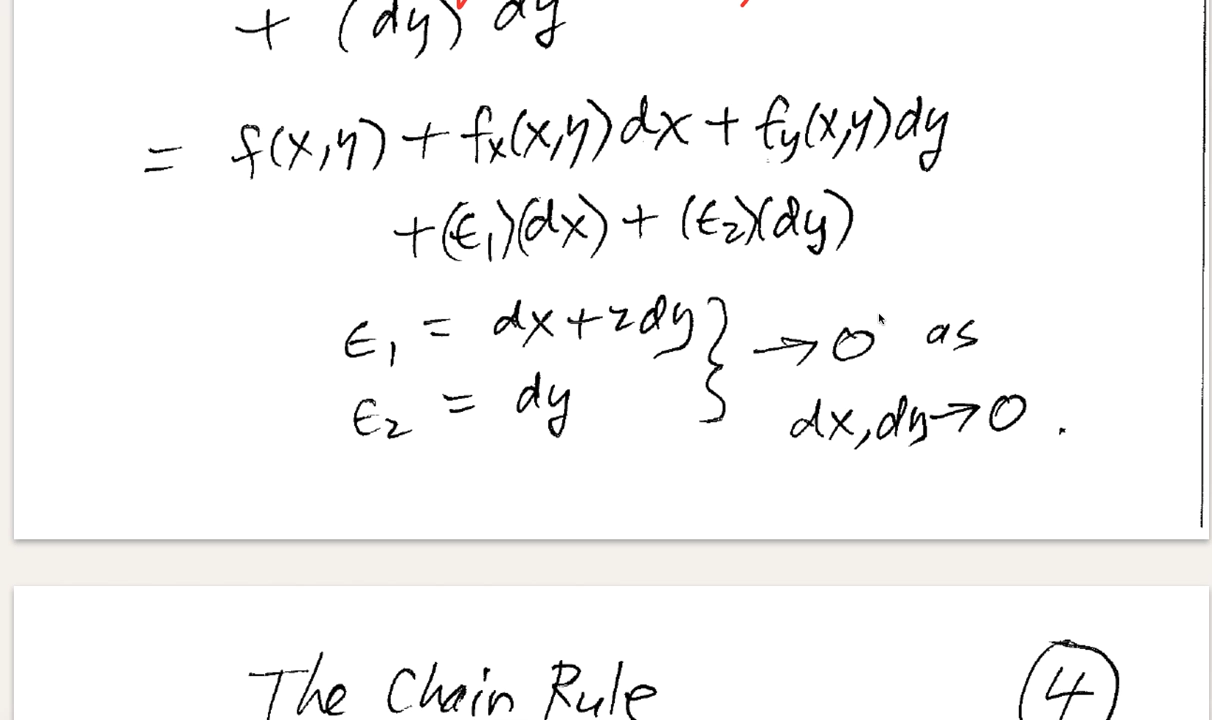 + (dy) dy
= f(x,y) + fx(x,y)dx + fy(x,y)dy
+(ϵ₁)(dx) + (ϵ₂)(dy)
ϵ₁ = dx+2dy } → 0 as
ϵ₂ = dy dx,dy→0 .
The Chain Rule 4